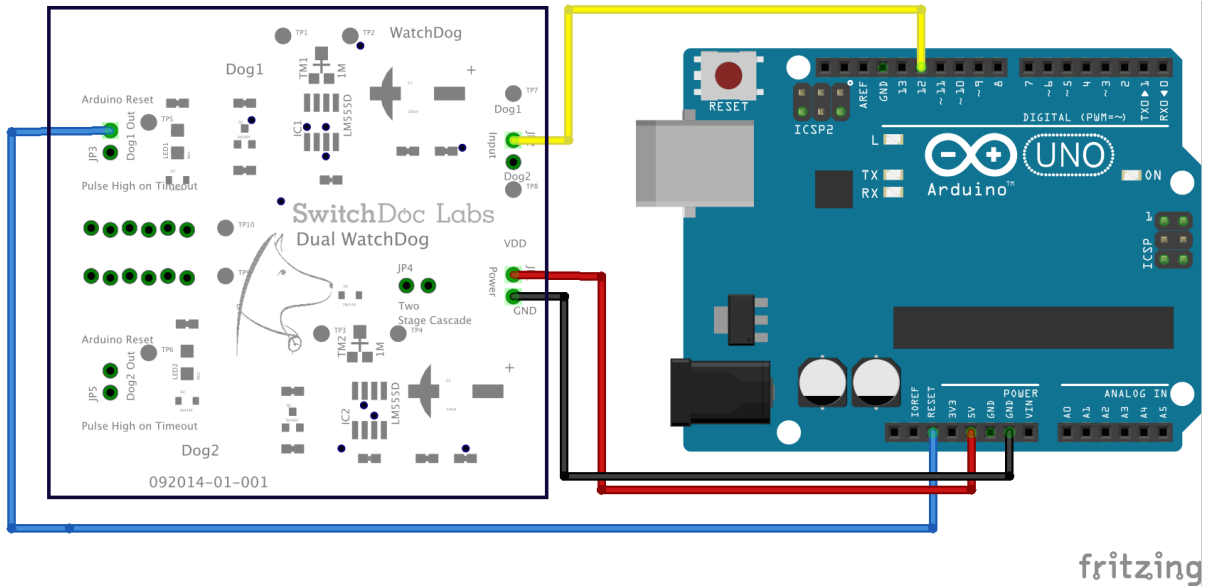 TP1
TP2
WatchDog
Dog1
TM1
1M
Arduino Reset
TP5
Dog1 Out
JP3
LED1
Pulse High on Timeout
IC1
LM555D
+
TP7
Dog1
Input
Dog2
TP8
TP10
SwitchDoc Labs
Dual WatchDog
VDD
Power
GND
JP4
Two
Stage Cascade
TP3
TP4
TM2
1M
Arduino Reset
TP6
Dog2 Out
JP5
LED2
Pulse High on Timeout
IC2
LM555D
+
Dog2
092014-01-001
RESET
ICSP2
AREF
GND
13
12
~11
~10
~9
8
7
~6
~5
4
~3
2
TX0 ▶ 1
RX0 ◀ 0
DIGITAL (PWM=~)
L
TX
RX
Arduino™
UNO
ON
1
ICSP
IOREF
RESET
3V3
5V
GND
GND
VIN
POWER
ANALOG IN
A0
A1
A2
A3
A4
A5
fritzing